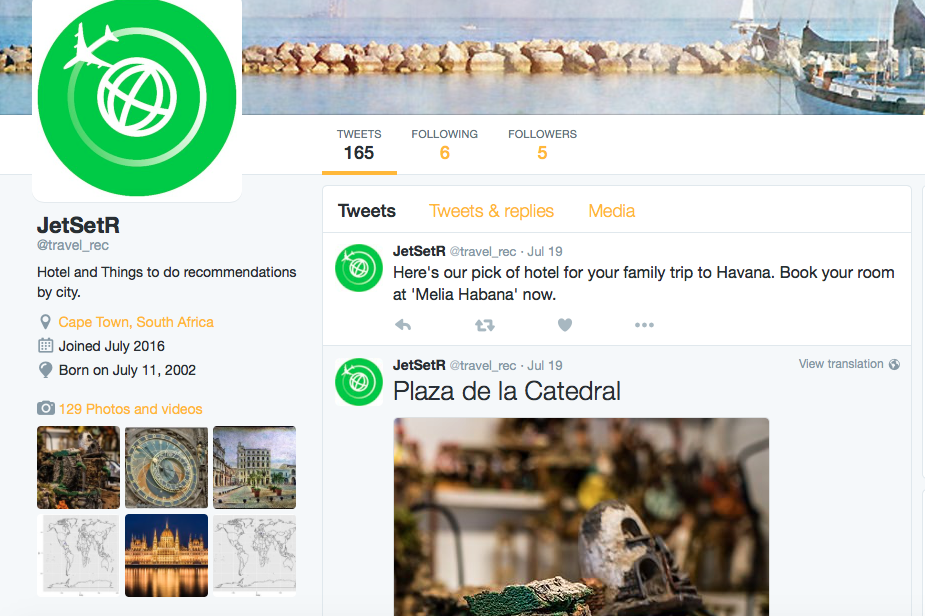 TWEETS
165
FOLLOWING
6
FOLLOWERS
5
JetSetR
@travel_rec
Hotel and Things to do recommendations
by city.
Cape Town, South Africa
Joined July 2016
Born on July 11, 2002
129 Photos and videos
Tweets
Tweets & replies
Media
JetSetR @travel_rec · Jul 19
Here's our pick of hotel for your family trip to Havana. Book your room
at 'Melia Habana' now.
JetSetR @travel_rec · Jul 19
View translation
Plaza de la Catedral